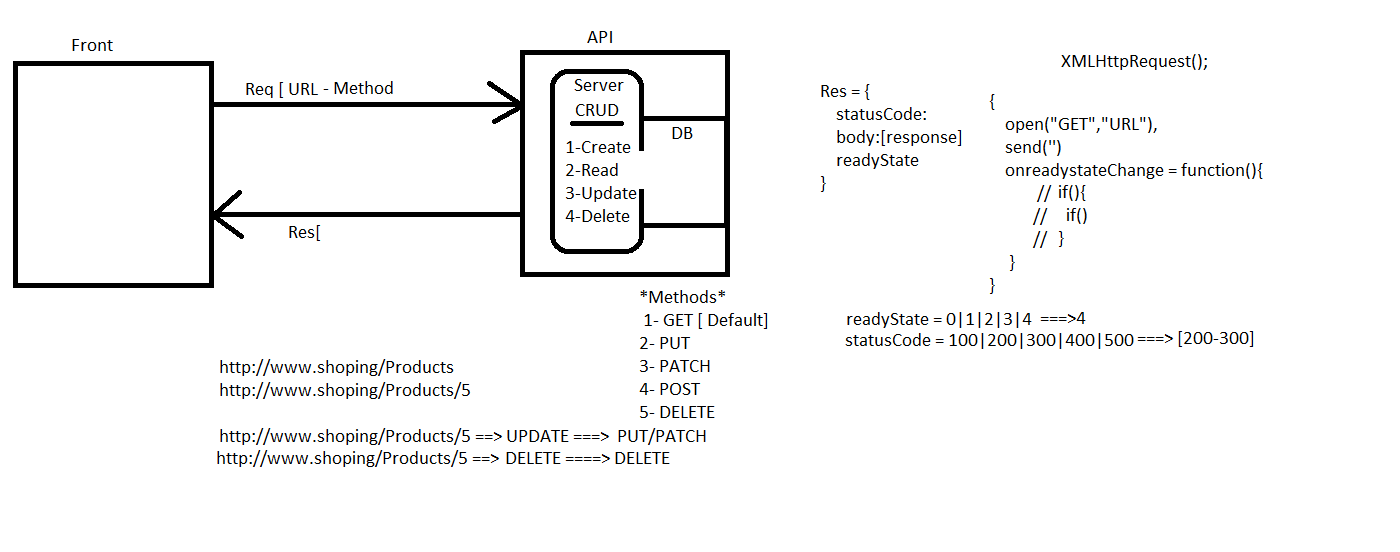 Front
Req [ URL - Method
Res[
API
Server
CRUD
1-Create
2-Read
3-Update
4-Delete
DB
*Methods*
1- GET [ Default]
2- PUT
3- PATCH
4- POST
5- DELETE
http://www.shoping/Products
http://www.shoping/Products/5
http://www.shoping/Products/5 ==> UPDATE ===> PUT/PATCH
http://www.shoping/Products/5 ==> DELETE ====> DELETE
Res = {
statusCode:
body:[response]
readyState
}
XMLHttpRequest();
{
open("GET","URL"),
send('')
onreadystateChange = function(){
// if(){
// if()
// }
}
}
readyState = 0|1|2|3|4 ===>4
statusCode = 100|200|300|400|500 ===> [200-300]